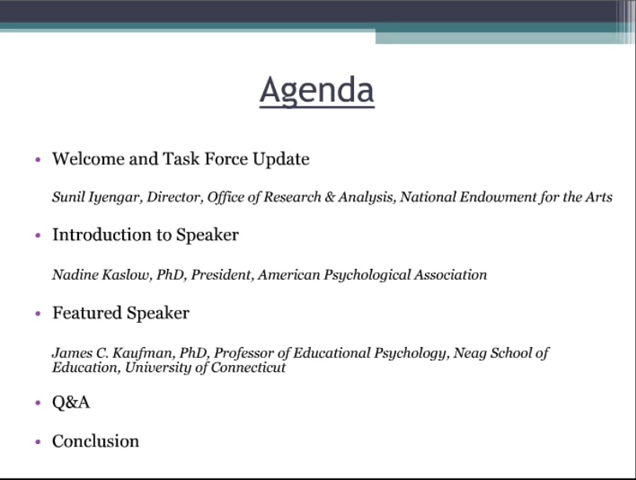 Agenda
• Welcome and Task Force Update
Sunil Iyengar, Director, Office of Research & Analysis, National Endowment for the Arts
• Introduction to Speaker
Nadine Kaslow, PhD, President, American Psychological Association
• Featured Speaker
James C. Kaufman, PhD, Professor of Educational Psychology, Neag School of
Education, University of Connecticut
• Q&A
• Conclusion